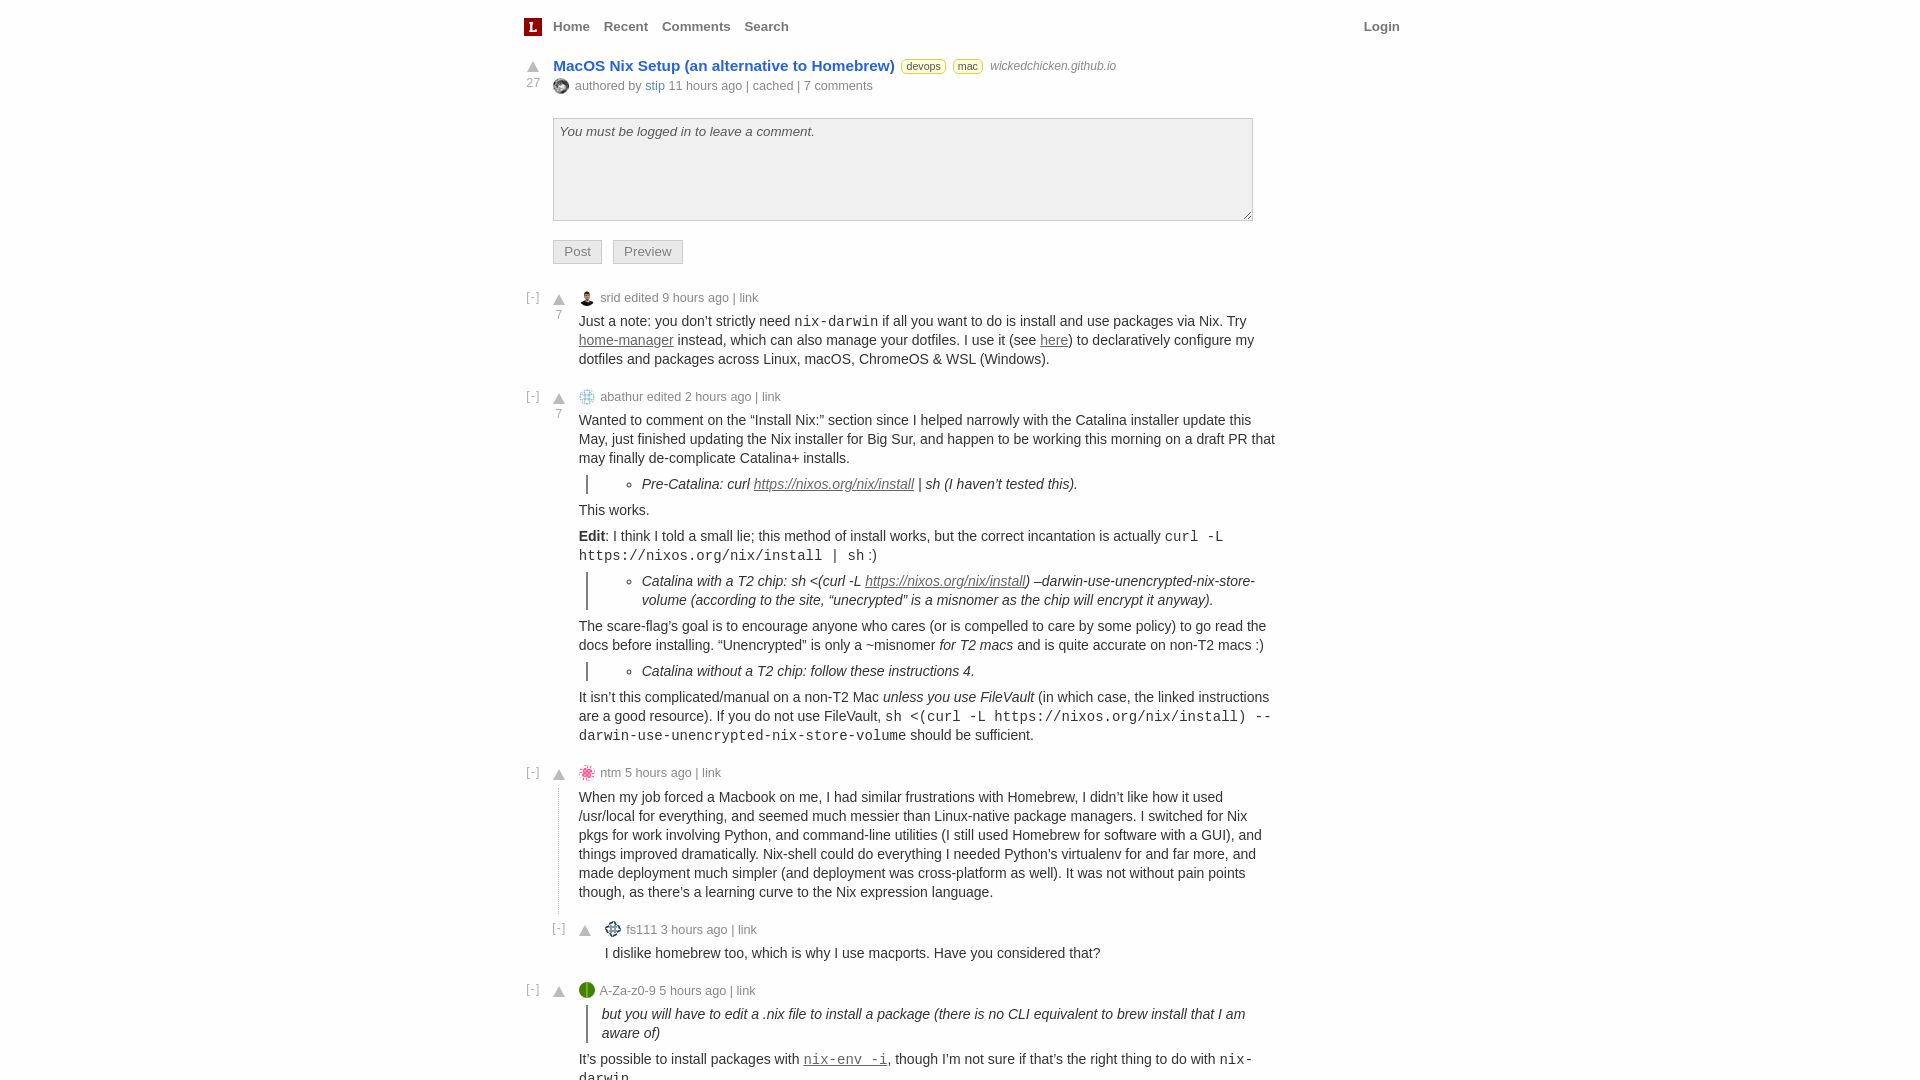 L Home Recent Comments Search Login
MacOS Nix Setup (an alternative to Homebrew) devops mac wickedchicken.github.io
27 authored by stip 11 hours ago | cached | 7 comments
You must be logged in to leave a comment.
Post Preview
[-] srid edited 9 hours ago | link
7
Just a note: you don’t strictly need nix-darwin if all you want to do is install and use packages via Nix. Try
home-manager instead, which can also manage your dotfiles. I use it (see here) to declaratively configure my
dotfiles and packages across Linux, macOS, ChromeOS & WSL (Windows).
[-] abathur edited 2 hours ago | link
7
Wanted to comment on the “Install Nix:” section since I helped narrowly with the Catalina installer update this
May, just finished updating the Nix installer for Big Sur, and happen to be working this morning on a draft PR that
may finally de-complicate Catalina+ installs.
Pre-Catalina: curl https://nixos.org/nix/install | sh (I haven’t tested this).
This works.
Edit: I think I told a small lie; this method of install works, but the correct incantation is actually curl -L
https://nixos.org/nix/install | sh :)
Catalina with a T2 chip: sh <(curl -L https://nixos.org/nix/install) –darwin-use-unencrypted-nix-store-
volume (according to the site, “unecrypted” is a misnomer as the chip will encrypt it anyway).
The scare-flag’s goal is to encourage anyone who cares (or is compelled to care by some policy) to go read the
docs before installing. “Unencrypted” is only a ~misnomer for T2 macs and is quite accurate on non-T2 macs :)
Catalina without a T2 chip: follow these instructions 4.
It isn’t this complicated/manual on a non-T2 Mac unless you use FileVault (in which case, the linked instructions
are a good resource). If you do not use FileVault, sh <(curl -L https://nixos.org/nix/install) --
darwin-use-unencrypted-nix-store-volume should be sufficient.
[-] ntm 5 hours ago | link
When my job forced a Macbook on me, I had similar frustrations with Homebrew, I didn’t like how it used
/usr/local for everything, and seemed much messier than Linux-native package managers. I switched for Nix
pkgs for work involving Python, and command-line utilities (I still used Homebrew for software with a GUI), and
things improved dramatically. Nix-shell could do everything I needed Python’s virtualenv for and far more, and
made deployment much simpler (and deployment was cross-platform as well). It was not without pain points
though, as there’s a learning curve to the Nix expression language.
[-] fs111 3 hours ago | link
I dislike homebrew too, which is why I use macports. Have you considered that?
[-] A-Za-z0-9 5 hours ago | link
but you will have to edit a .nix file to install a package (there is no CLI equivalent to brew install that I am
aware of)
It’s possible to install packages with nix-env -i, though I’m not sure if that’s the right thing to do with nix-
darwin.